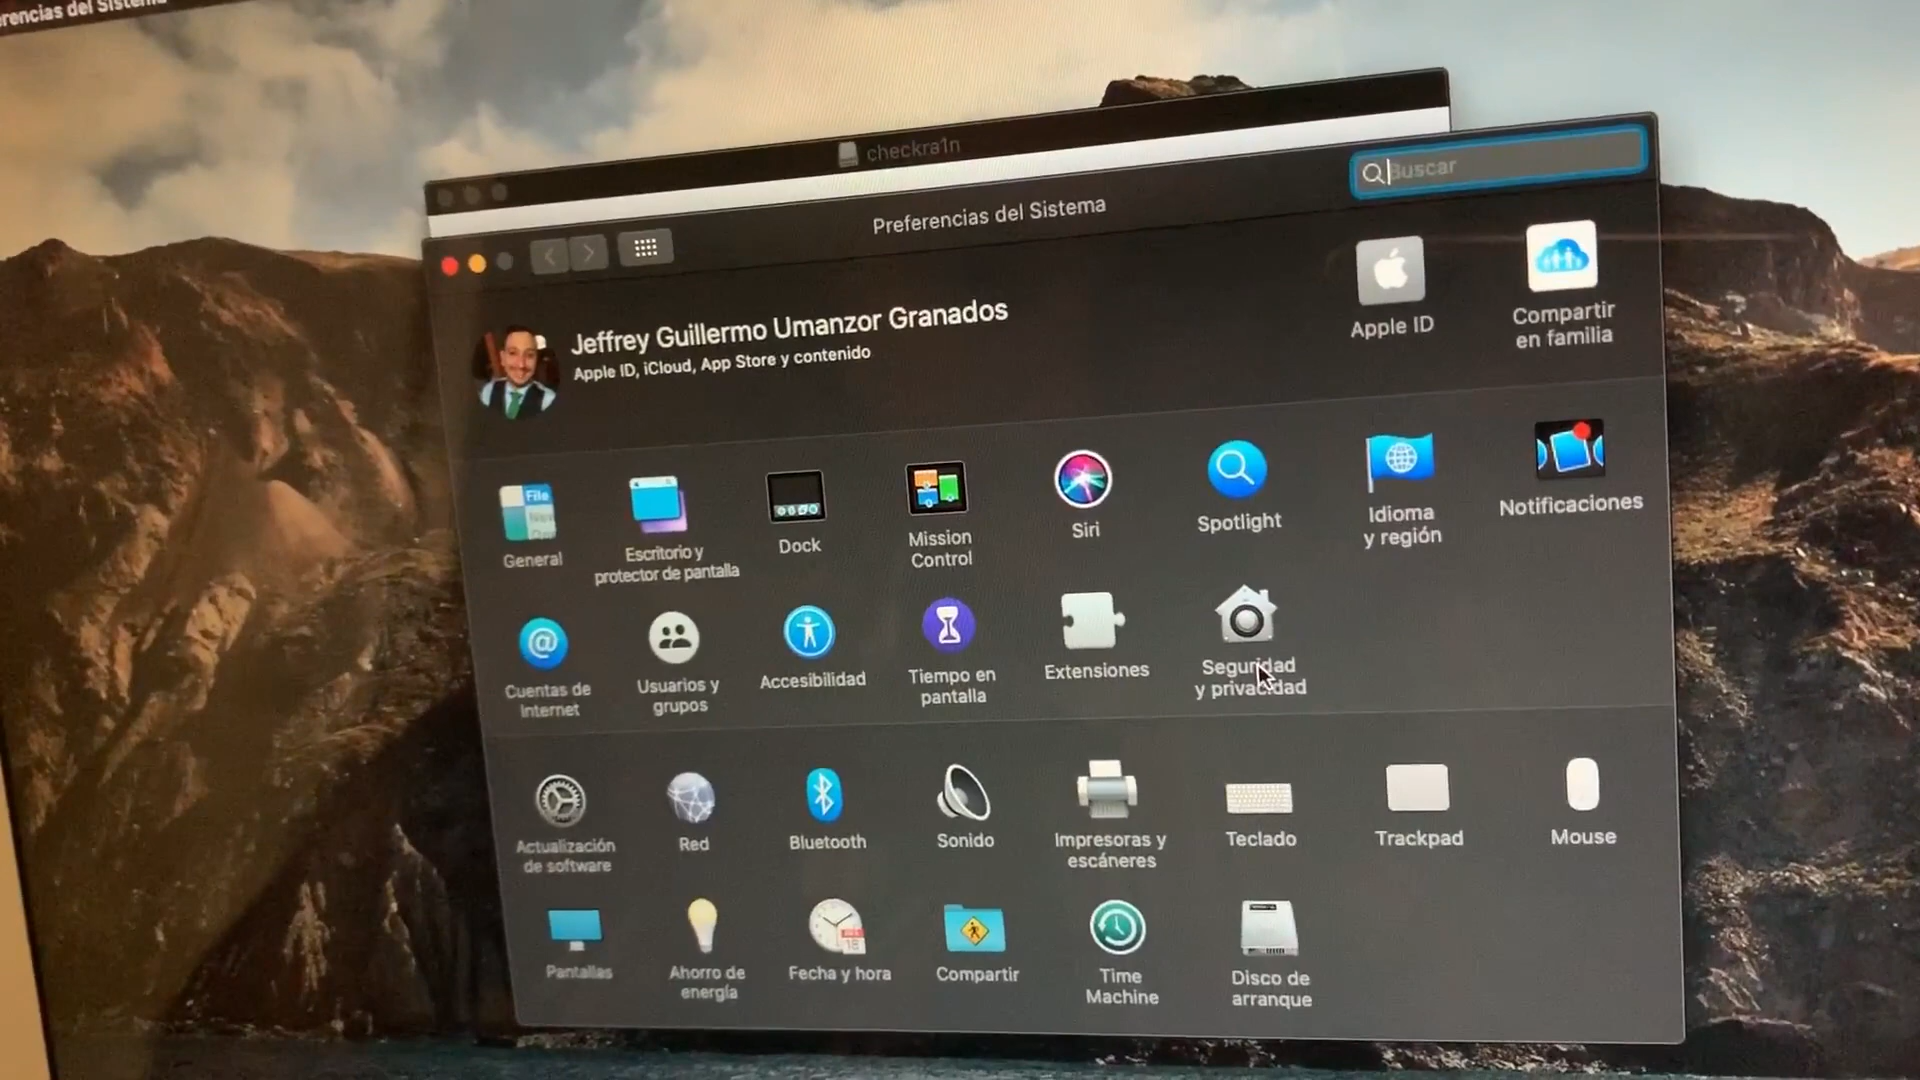 checkra1n
Buscar
Preferencias del Sistema
Jeffrey Guillermo Umanzor Granados
Apple ID, iCloud, App Store y contenido
Apple ID
Compartir
en familia
File
General
Escritorio y
protector de pantalla
Dock
Mission
Control
Siri
Spotlight
Idioma
y región
Notificaciones
Cuentas de
Internet
Usuarios y
grupos
Accesibilidad
Tiempo en
pantalla
Extensiones
Seguridad
y privacidad
Actualización
de software
Red
Bluetooth
Sonido
Impresoras y
escáneres
Teclado
Trackpad
Mouse
Pantallas
Ahorro de
energía
18
Fecha y hora
Compartir
Time
Machine
Disco de
arranque